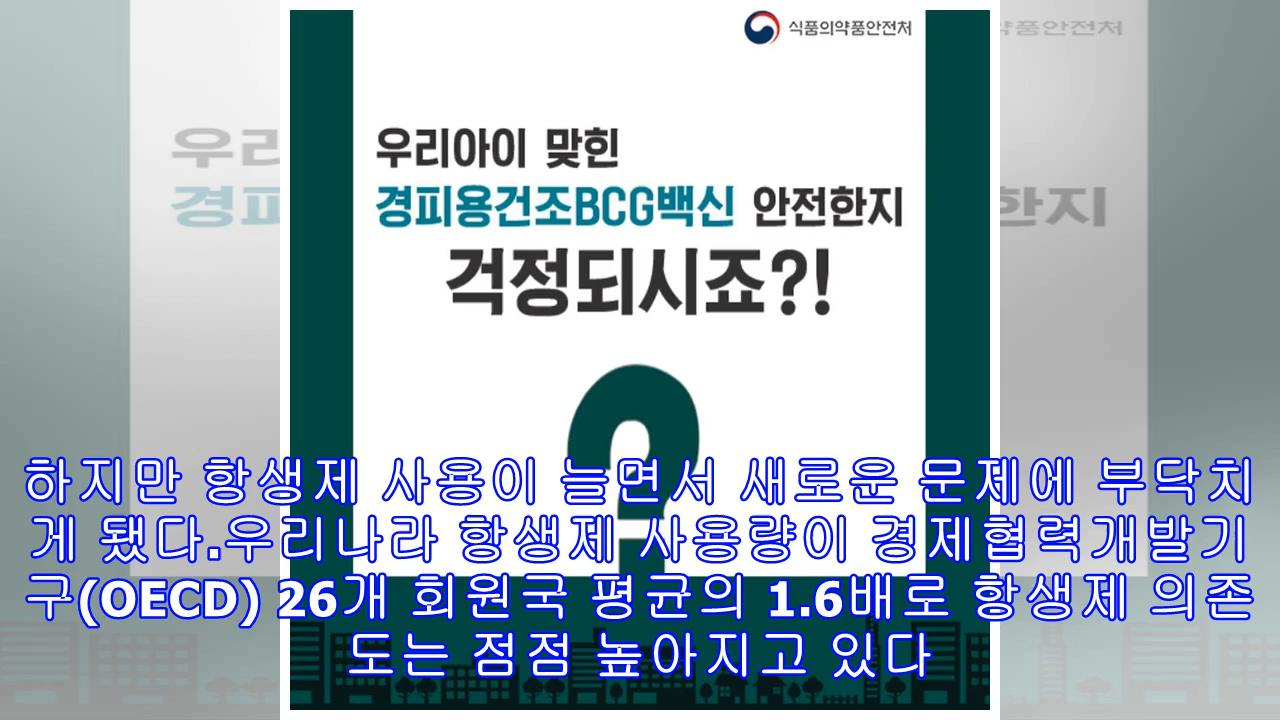 식품의약품안전처
우리아이 맞힌
경피용건조BCG백신 안전한지
걱정되시죠?!
?
하지만 항생제 사용이 늘면서 새로운 문제에 부닥치
게 됐다.우리나라 항생제 사용량이 경제협력개발기
구(OECD) 26개 회원국 평균의 1.6배로 항생제 의존
도는 점점 높아지고 있다